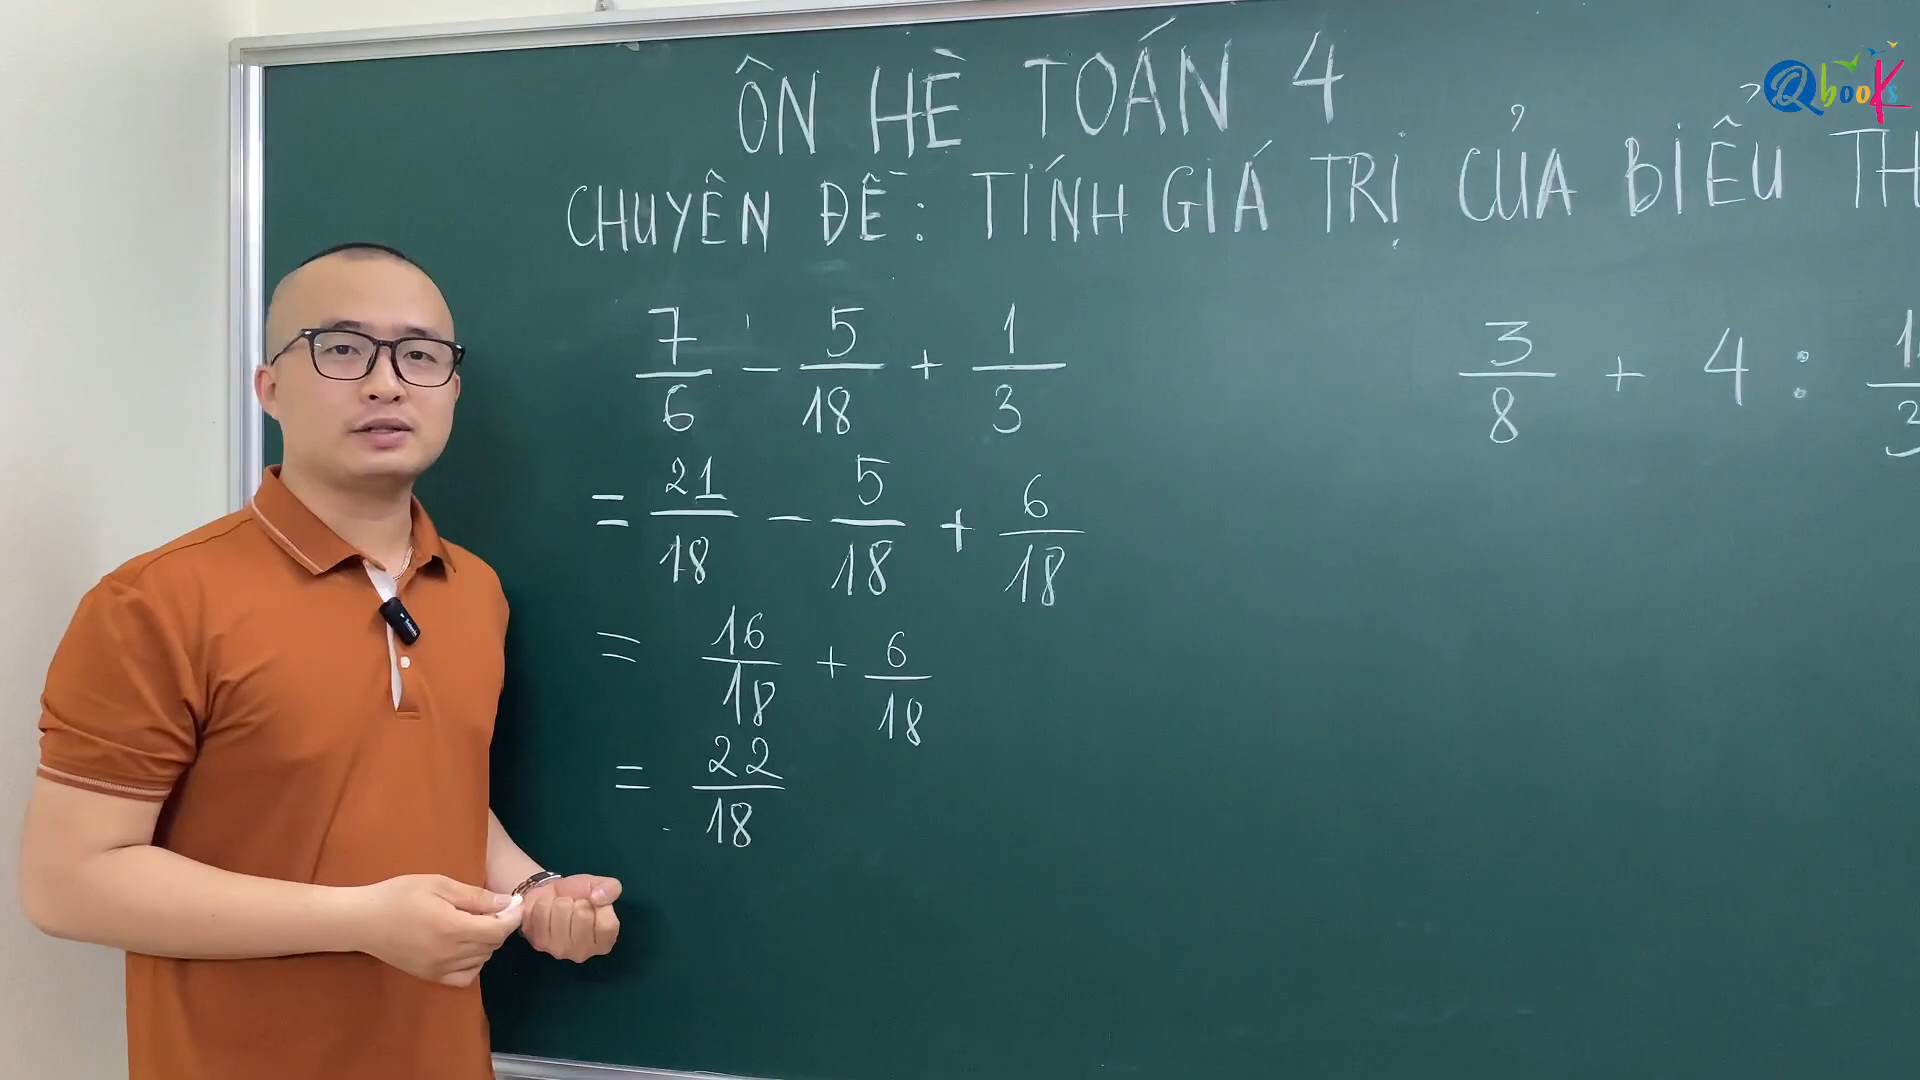 Qbooks
ÔN HÈ TOÁN 4
CHUYÊN ĐỀ: TÍNH GIÁ TRỊ CỦA BIỂU TH
7/6 - 5/18 + 1/3
= 21/18 - 5/18 + 6/18
= 16/18 + 6/18
= 22/18
3/8 + 4 :